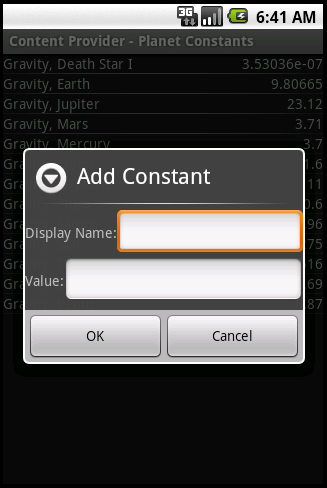 3G 6:41 AM
Content Provider - Planet Constants
Gravity, Death Star I 3.53036e-07
Gravity, Earth 9.80665
Gravity, Jupiter 23.12
Gravity, Mars 3.71
Gravity, Mercury 3.7
Add Constant
Display Name:
Value:
OK Cancel